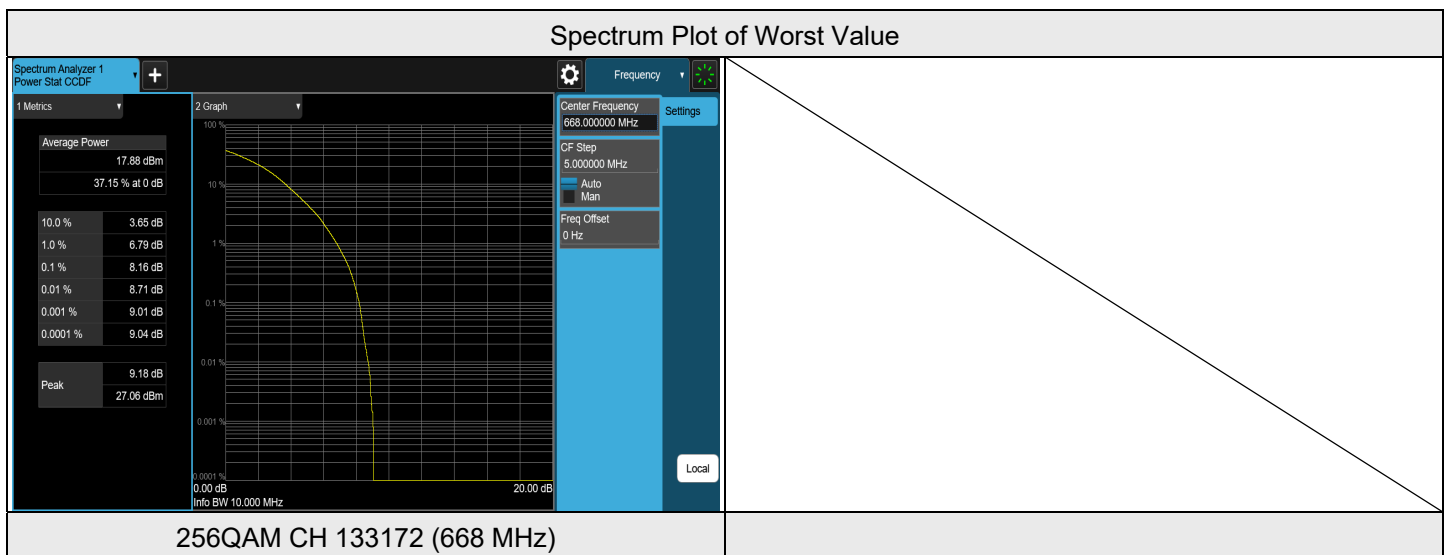 Spectrum Plot of Worst Value
Spectrum Analyzer 1
Power Stat CCDF
+
Frequency
1 Metrics
Average Power
17.88 dBm
37.15 % at 0 dB
10.0 % 3.65 dB
1.0 % 6.79 dB
0.1 % 8.16 dB
0.01 % 8.71 dB
0.001 % 9.01 dB
0.0001 % 9.04 dB
Peak
9.18 dB
27.06 dBm
2 Graph
100 %
10 %
1 %
0.1 %
0.01 %
0.001 %
0.0001 %
0.00 dB 20.00 dB
Info BW 10.000 MHz
Center Frequency
668.000000 MHz
CF Step
5.000000 MHz
Auto
Man
Freq Offset
0 Hz
Settings
Local
256QAM CH 133172 (668 MHz)